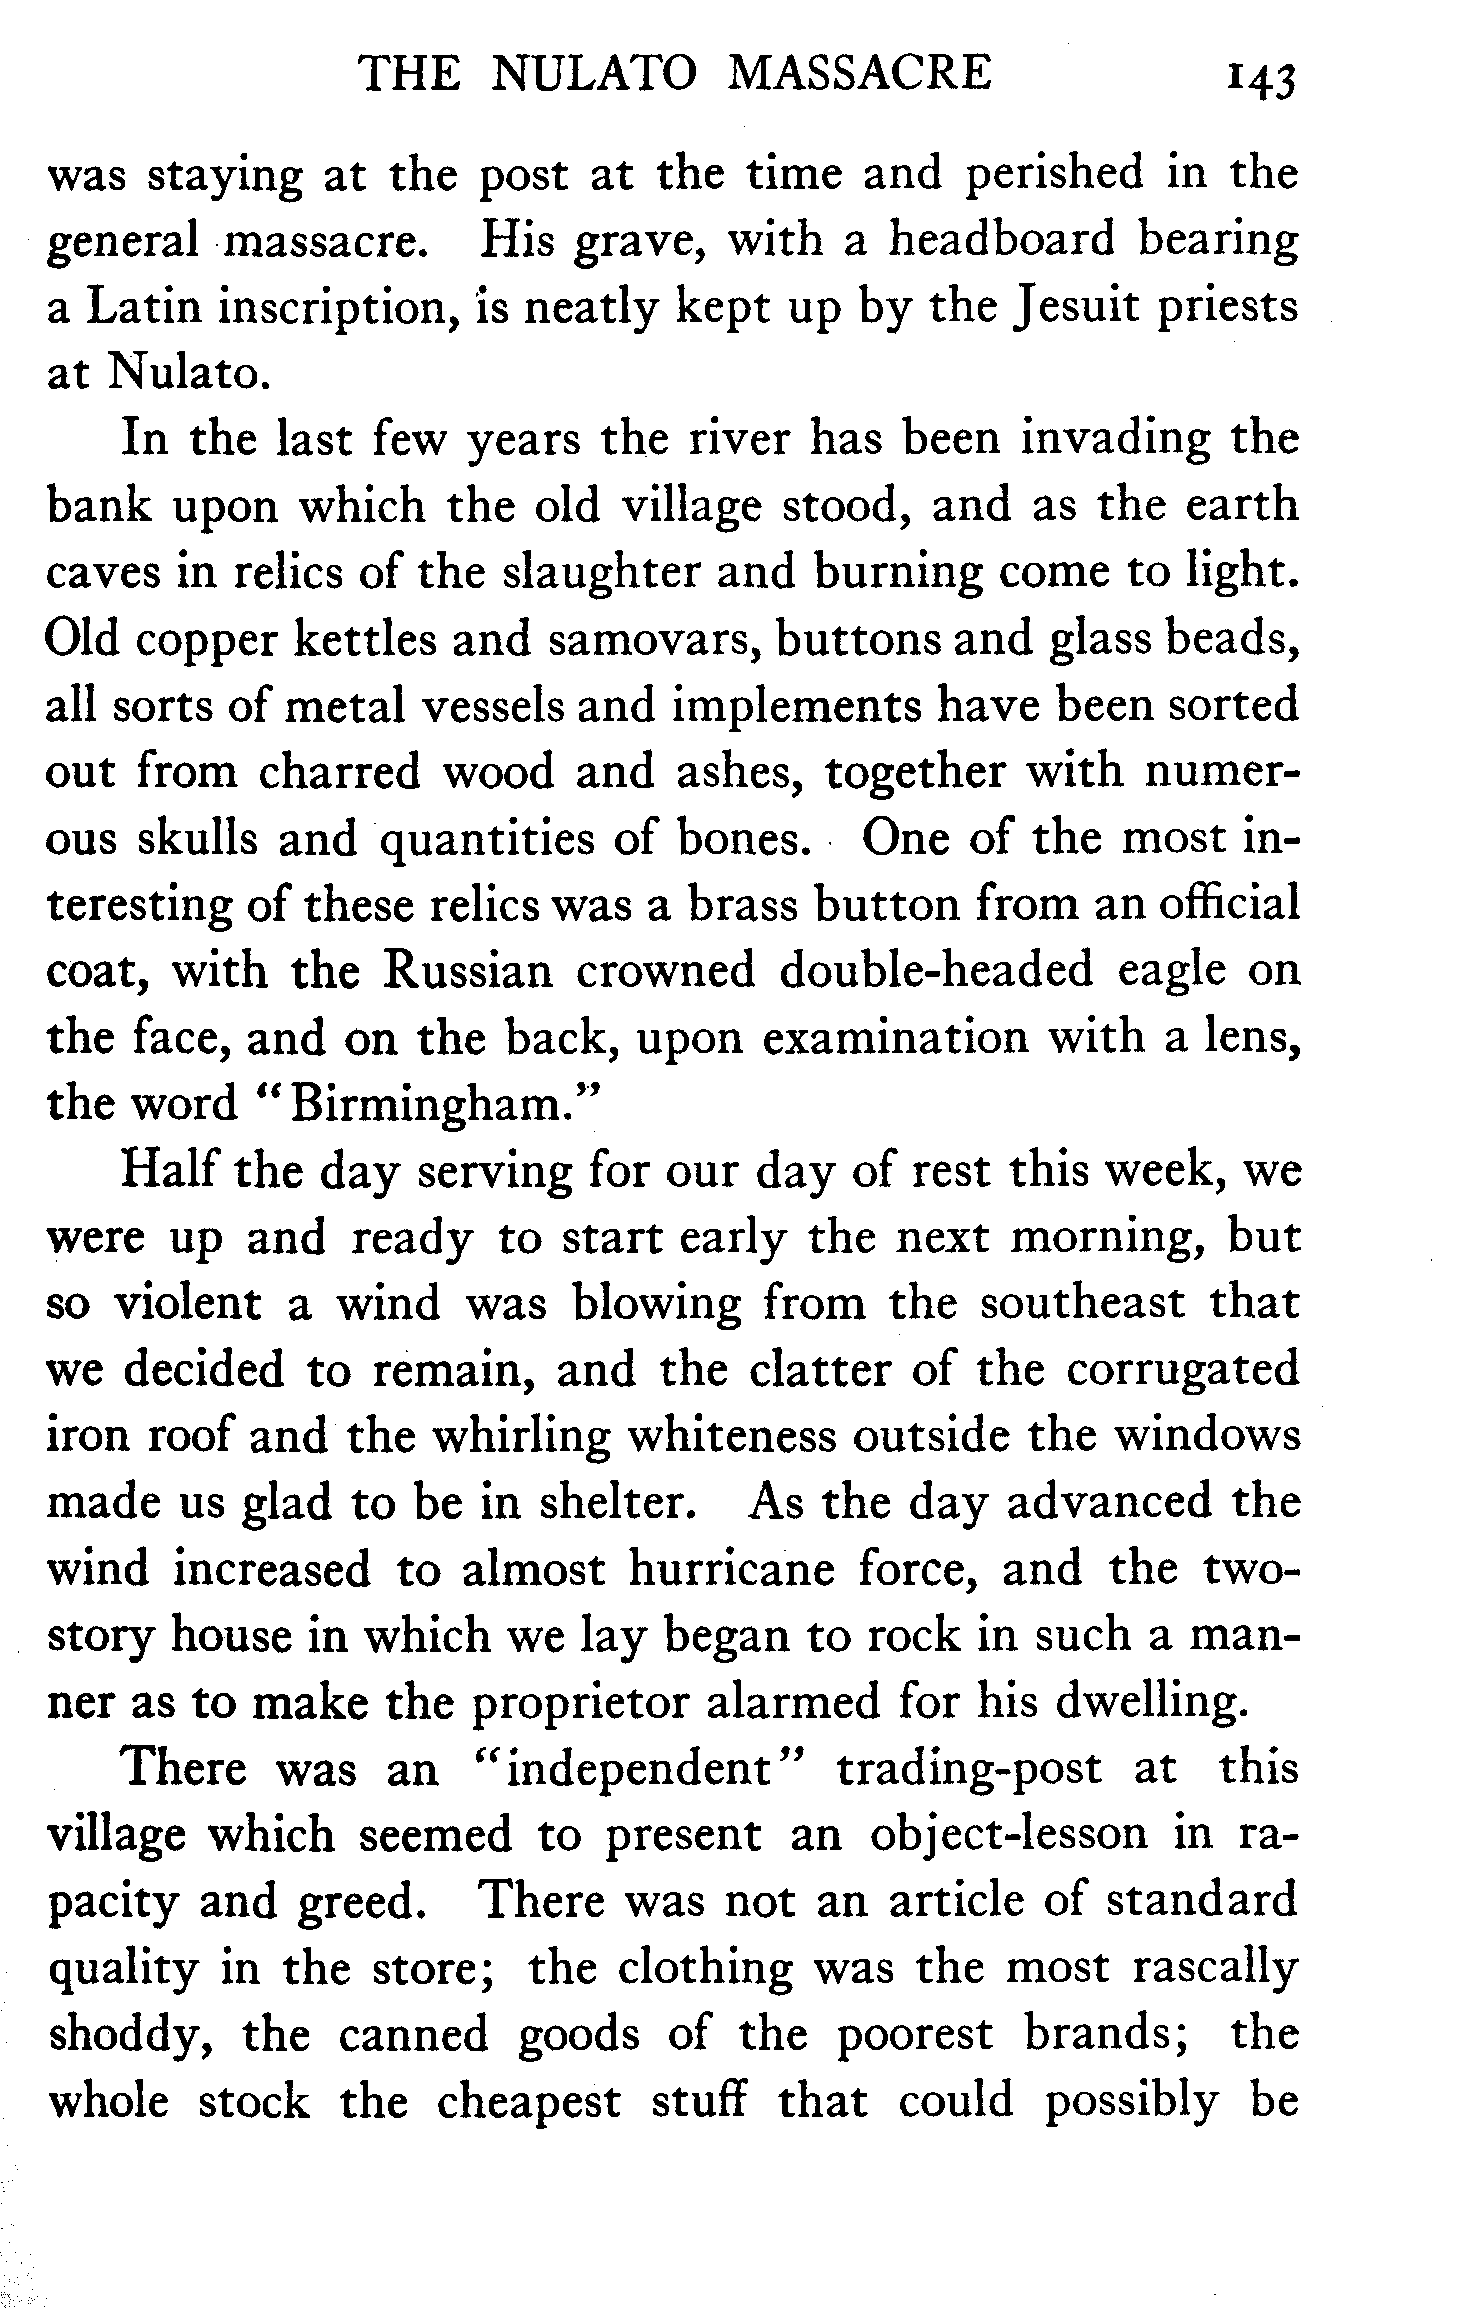 THE NULATO MASSACRE 143
was staying at the post at the time and perished in the
general massacre. His grave, with a headboard bearing
a Latin inscription, is neatly kept up by the Jesuit priests
at Nulato.
In the last few years the river has been invading the
bank upon which the old village stood, and as the earth
caves in relics of the slaughter and burning come to light.
Old copper kettles and samovars, buttons and glass beads,
all sorts of metal vessels and implements have been sorted
out from charred wood and ashes, together with numer-
ous skulls and quantities of bones. One of the most in-
teresting of these relics was a brass button from an official
coat, with the Russian crowned double-headed eagle on
the face, and on the back, upon examination with a lens,
the word “Birmingham.”
Half the day serving for our day of rest this week, we
were up and ready to start early the next morning, but
so violent a wind was blowing from the southeast that
we decided to remain, and the clatter of the corrugated
iron roof and the whirling whiteness outside the windows
made us glad to be in shelter. As the day advanced the
wind increased to almost hurricane force, and the two-
story house in which we lay began to rock in such a man-
ner as to make the proprietor alarmed for his dwelling.
There was an “independent” trading-post at this
village which seemed to present an object-lesson in ra-
pacity and greed. There was not an article of standard
quality in the store; the clothing was the most rascally
shoddy, the canned goods of the poorest brands; the
whole stock the cheapest stuff that could possibly be